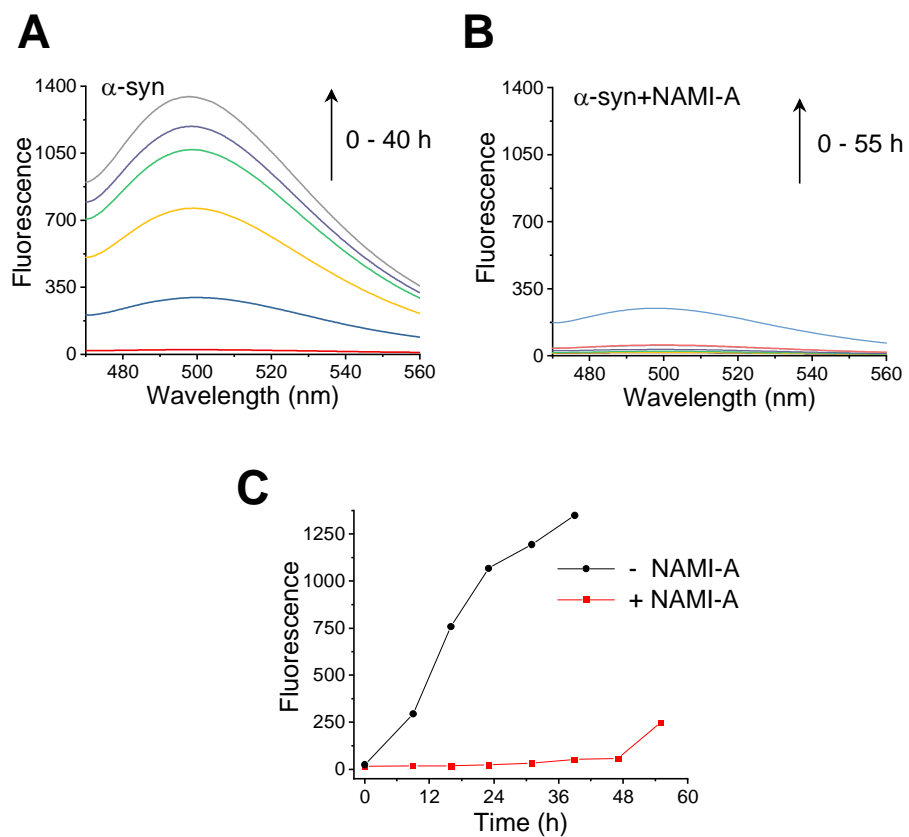 A
α-syn
0 - 40 h
1400
1050
700
350
0
Fluorescence
480 500 520 540 560
Wavelength (nm)
B
α-syn+NAMI-A
0 - 55 h
1400
1050
700
350
0
Fluorescence
480 500 520 540 560
Wavelength (nm)
C
1250
1000
750
500
250
0
Fluorescence
- NAMI-A
+ NAMI-A
0 12 24 36 48 60
Time (h)